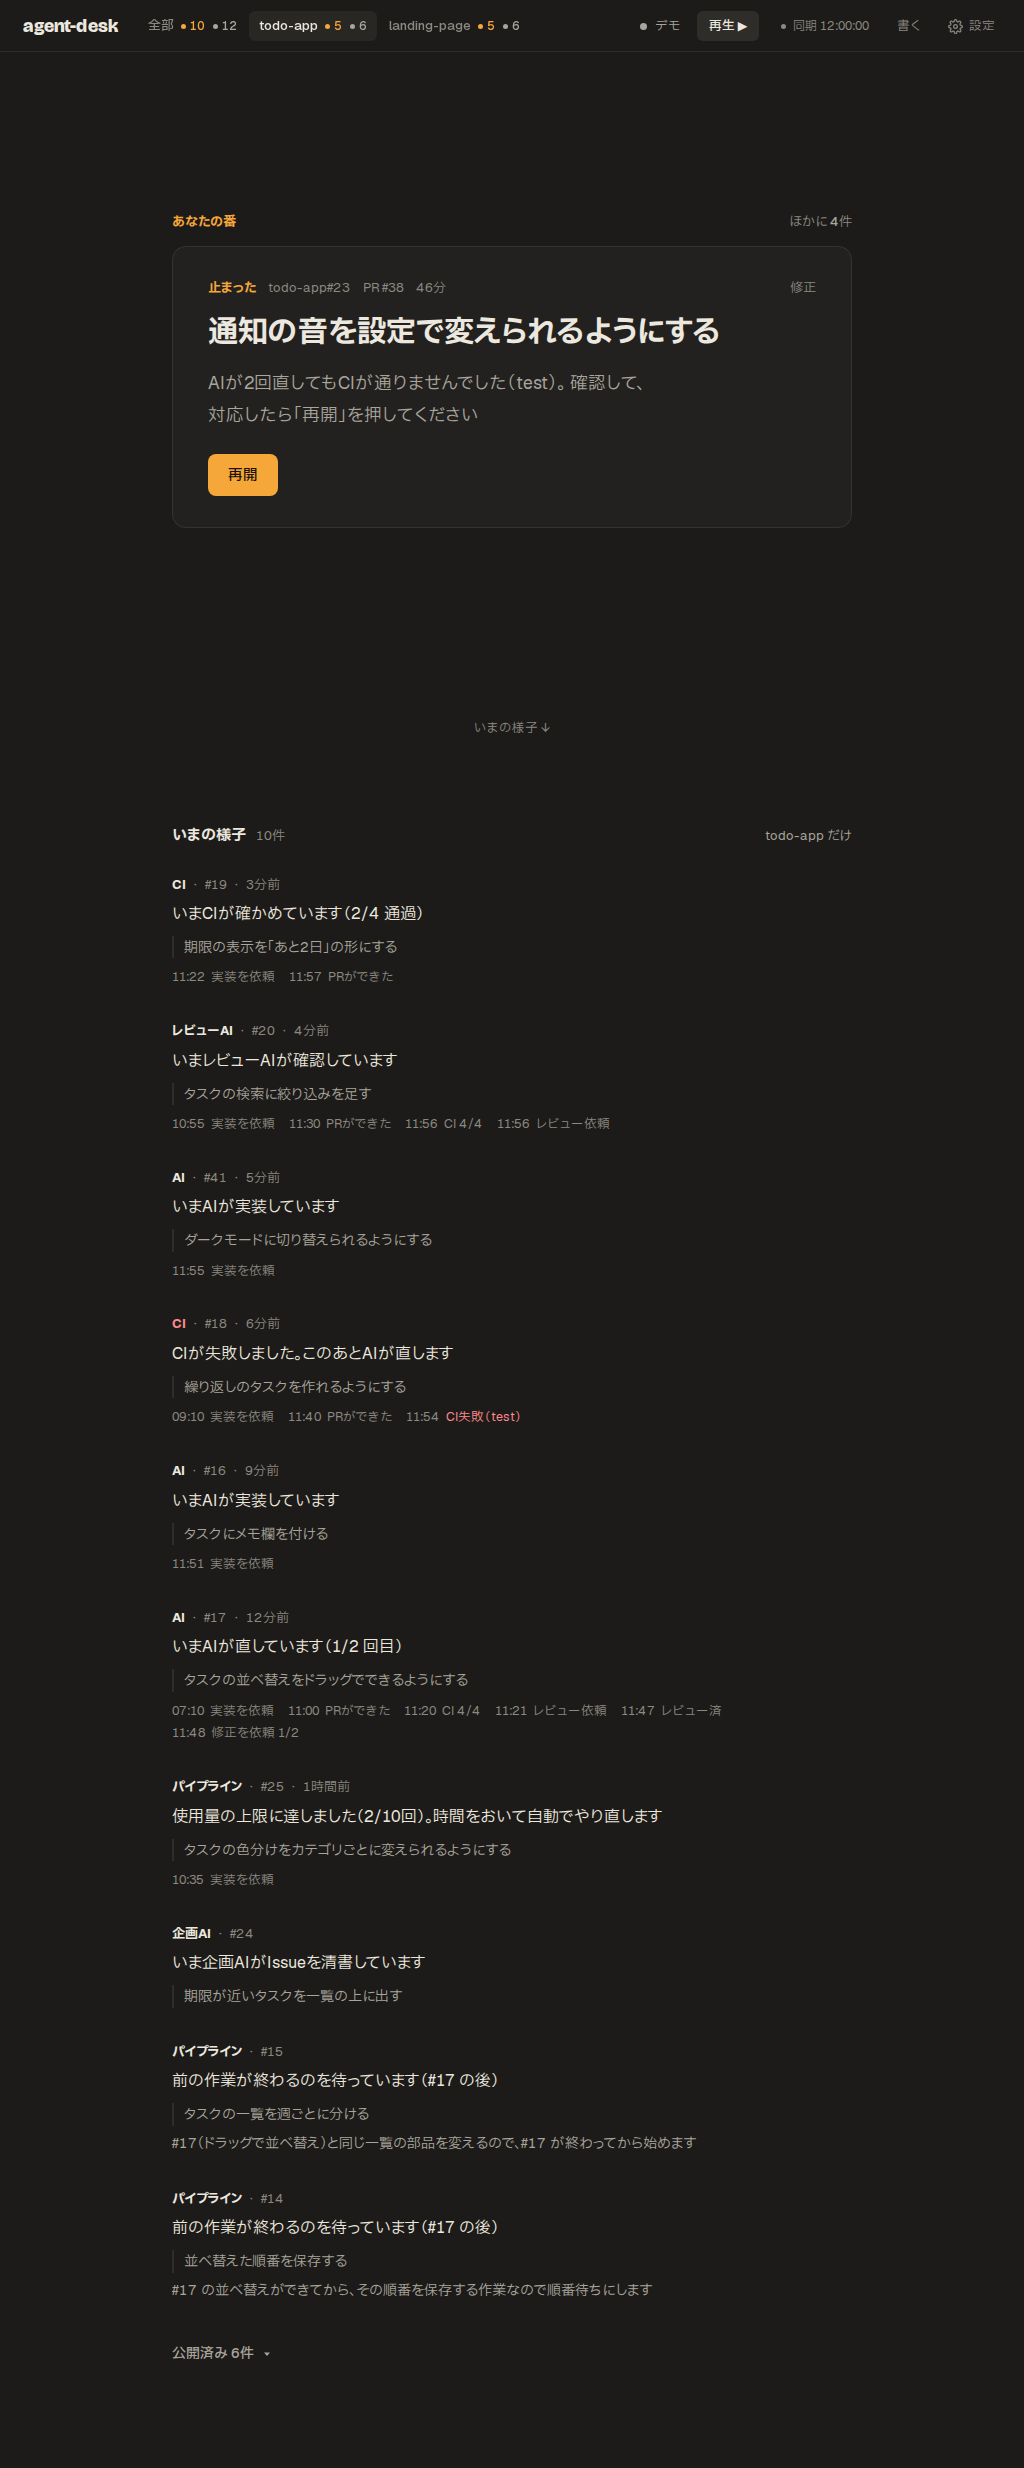 agent-desk 全部 10 12 todo-app 5 6 landing-page 5 6 デモ 再生 ▶ 同期 12:00:00 書く 設定
あなたの番 ほかに 4件
止まった todo-app#23 PR #38 46分 修正
通知の音を設定で変えられるようにする
AIが2回直してもCIが通りませんでした（test）。確認して、
対応したら「再開」を押してください
再開
いまの様子 ↓
いまの様子 10件 todo-app だけ
CI · #19 · 3分前
いまCIが確かめています（2/4 通過）
期限の表示を「あと2日」の形にする
11:22 実装を依頼 11:57 PRができた
レビューAI · #20 · 4分前
いまレビューAIが確認しています
タスクの検索に絞り込みを足す
10:55 実装を依頼 11:30 PRができた 11:56 CI 4/4 11:56 レビュー依頼
AI · #41 · 5分前
いまAIが実装しています
ダークモードに切り替えられるようにする
11:55 実装を依頼
CI · #18 · 6分前
CIが失敗しました。このあとAIが直します
繰り返しのタスクを作れるようにする
09:10 実装を依頼 11:40 PRができた 11:54 CI失敗（test）
AI · #16 · 9分前
いまAIが実装しています
タスクにメモ欄を付ける
11:51 実装を依頼
AI · #17 · 12分前
いまAIが直しています（1/2 回目）
タスクの並べ替えをドラッグでできるようにする
07:10 実装を依頼 11:00 PRができた 11:20 CI 4/4 11:21 レビュー依頼 11:47 レビュー済
11:48 修正を依頼 1/2
パイプライン · #25 · 1時間前
使用量の上限に達しました（2/10回）。時間をおいて自動でやり直します
タスクの色分けをカテゴリごとに変えられるようにする
10:35 実装を依頼
企画AI · #24
いま企画AIがIssueを清書しています
期限が近いタスクを一覧の上に出す
パイプライン · #15
前の作業が終わるのを待っています（#17 の後）
タスクの一覧を週ごとに分ける
#17（ドラッグで並べ替え）と同じ一覧の部品を変えるので、#17 が終わってから始めます
パイプライン · #14
前の作業が終わるのを待っています（#17 の後）
並べ替えた順番を保存する
#17 の並べ替えができてから、その順番を保存する作業なので順番待ちにします
公開済み 6件